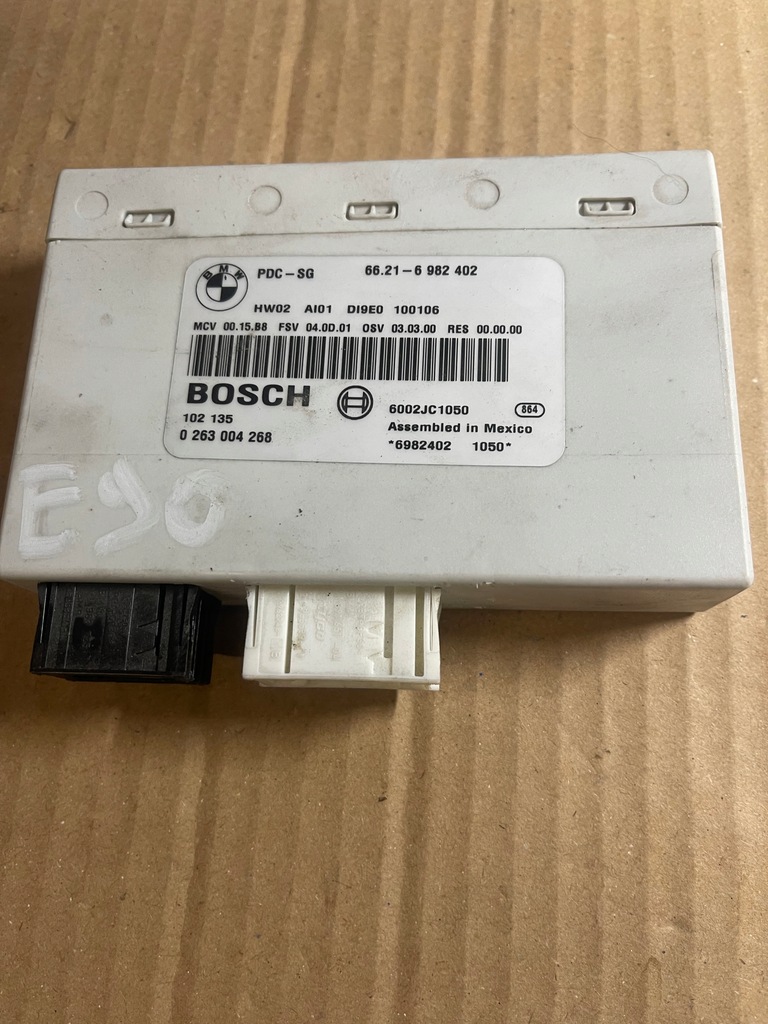 BMW
PDC-SG 66.21-6 982 402
HW02 AI01 DI9E0 100106
MCV 00.15.B8 FSV 04.0D.01 OSV 03.03.00 RES 00.00.00
BOSCH
6002JC1050 864
102 135 Assembled in Mexico
0 263 004 268 *6982402 1050*
E90